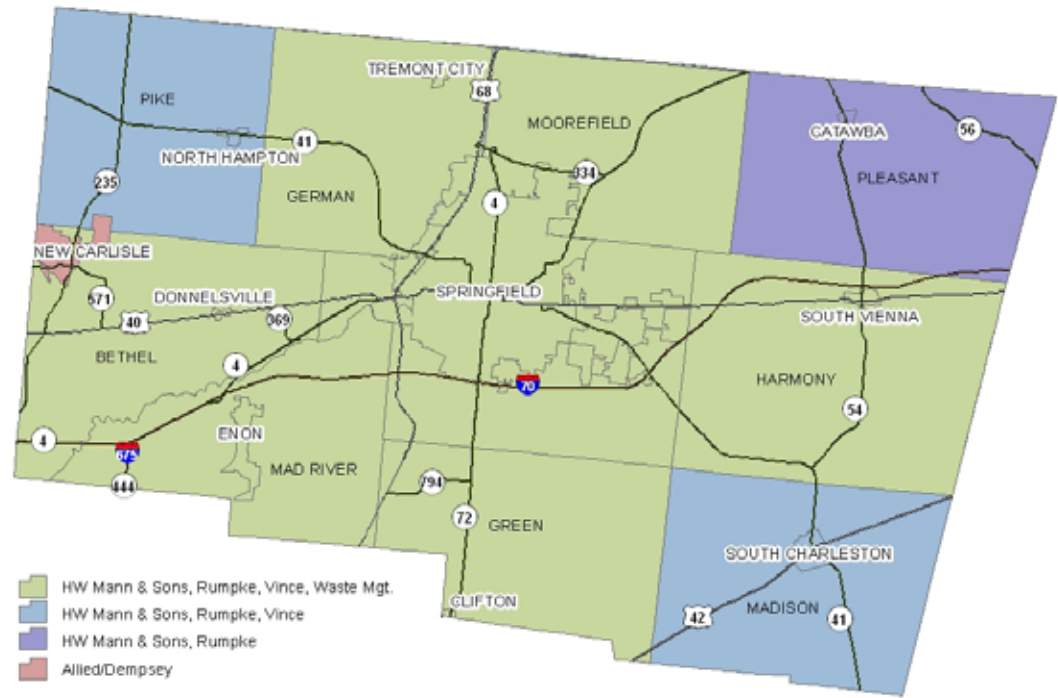 TREMONT CITY
68
PIKE
MOOREFIELD
CATAWBA
56
NORTH HAMPTON
41
334
PLEASANT
235
GERMAN
4
NEW CARLISLE
DONNELSVILLE
SPRINGFIELD
571
40
369
SOUTH VIENNA
BETHEL
4
70
HARMONY
54
4
ENON
675
MAD RIVER
444
794
72
GREEN
SOUTH CHARLESTON
CLIFTON
42
MADISON
41
HW Mann & Sons, Rumpke, Vince, Waste Mgt.
HW Mann & Sons, Rumpke, Vince
HW Mann & Sons, Rumpke
Allied/Dempsey